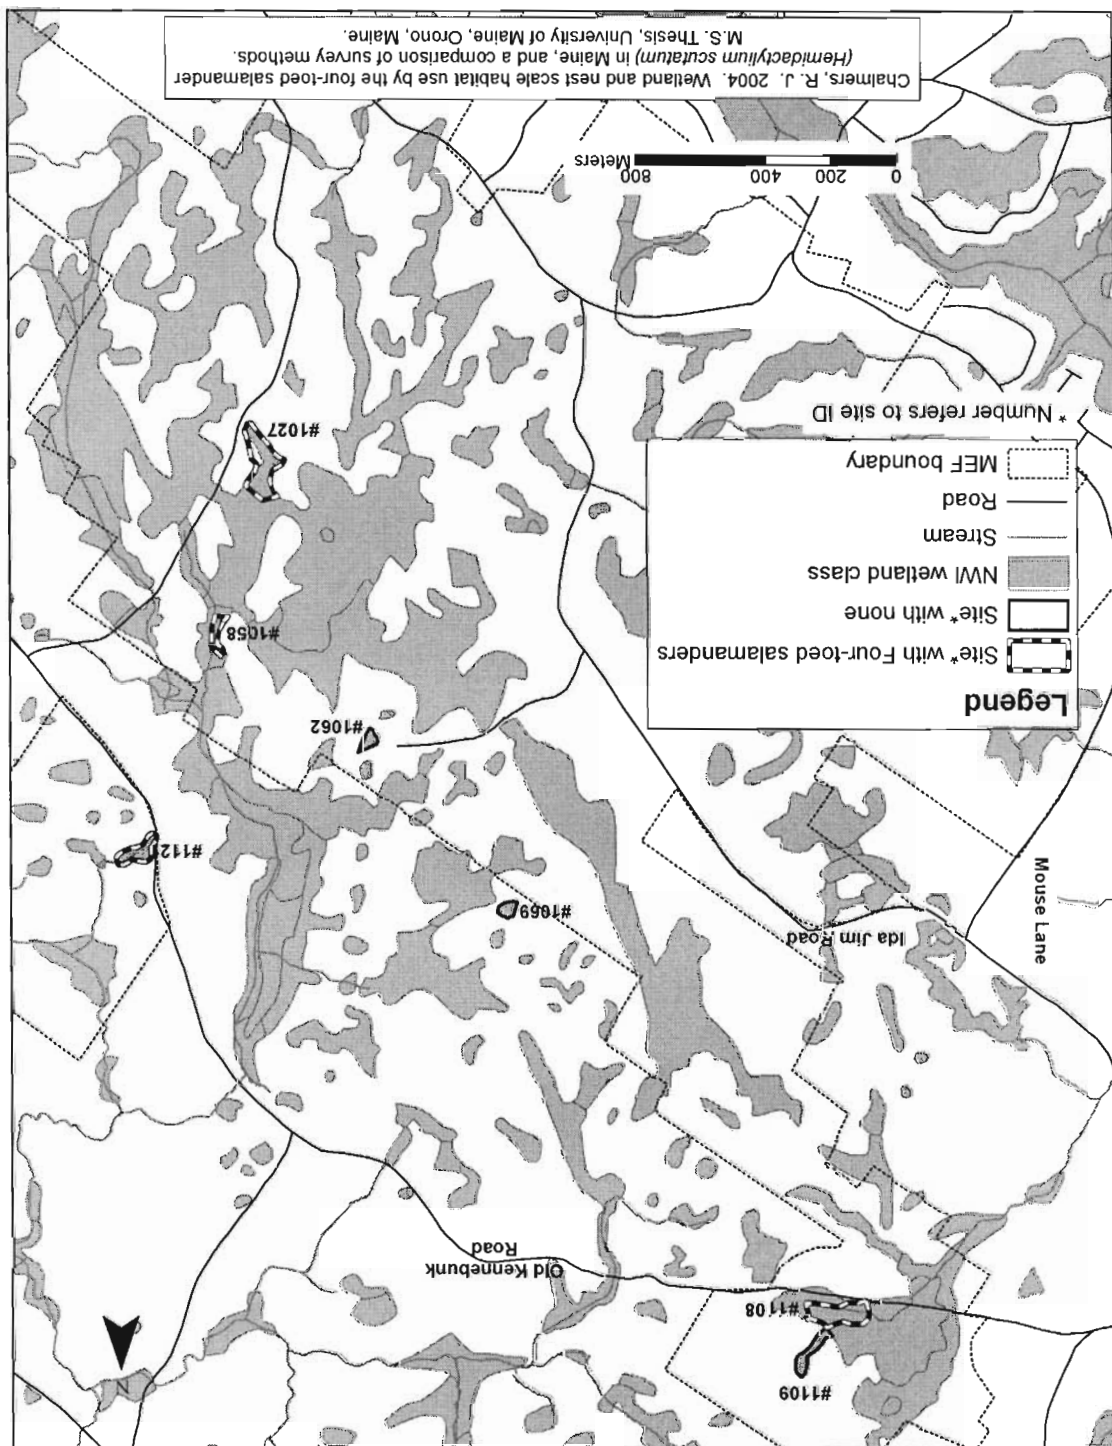 #1109
#1108
Old Kennebunk
Road
Ida Jim Road
Mouse Lane
#1069
#1121
#1062
#1058
#1027
Legend
Site* with Four-toed salamanders
Site* with none
NWI wetland class
Stream
Road
MEF boundary
* Number refers to site ID
0 200 400 800
Meters
Chalmers, R. J. 2004. Wetland and nest scale habitat use by the four-toed salamander
(Hemidactylium scutatum) in Maine, and a comparison of survey methods.
M.S. Thesis, University of Maine, Orono, Maine.
N